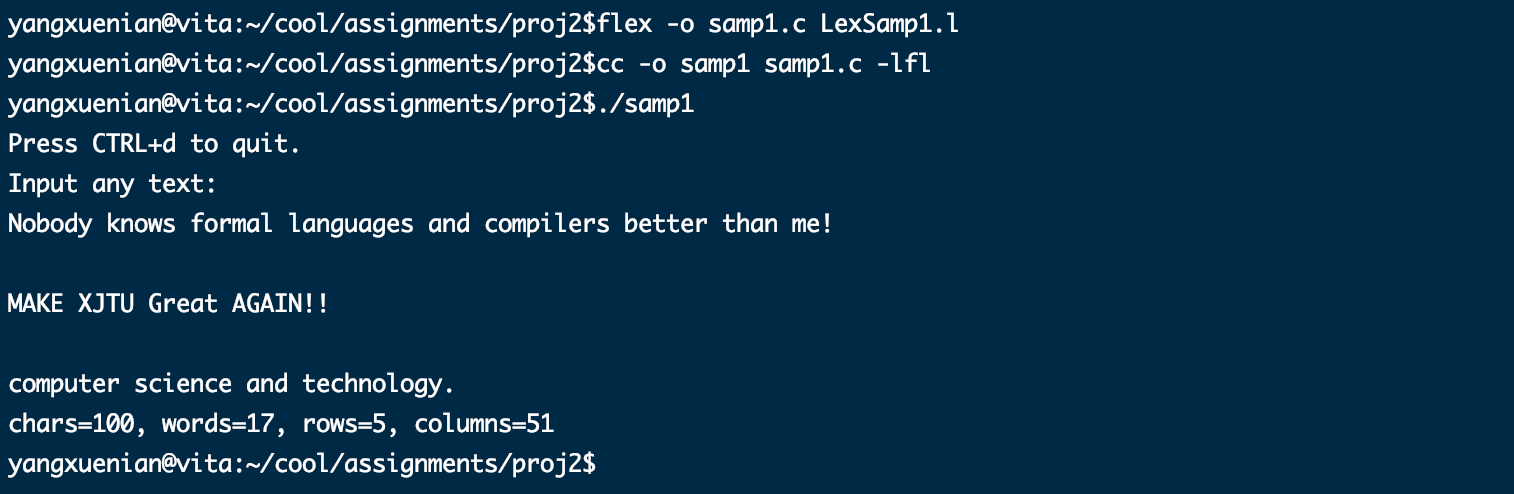 yangxuenian@vita:~/cool/assignments/proj2$flex -o samp1.c LexSamp1.l
yangxuenian@vita:~/cool/assignments/proj2$cc -o samp1 samp1.c -lfl
yangxuenian@vita:~/cool/assignments/proj2$./samp1
Press CTRL+d to quit.
Input any text:
Nobody knows formal languages and compilers better than me!
MAKE XJTU Great AGAIN!!
computer science and technology.
chars=100, words=17, rows=5, columns=51
yangxuenian@vita:~/cool/assignments/proj2$